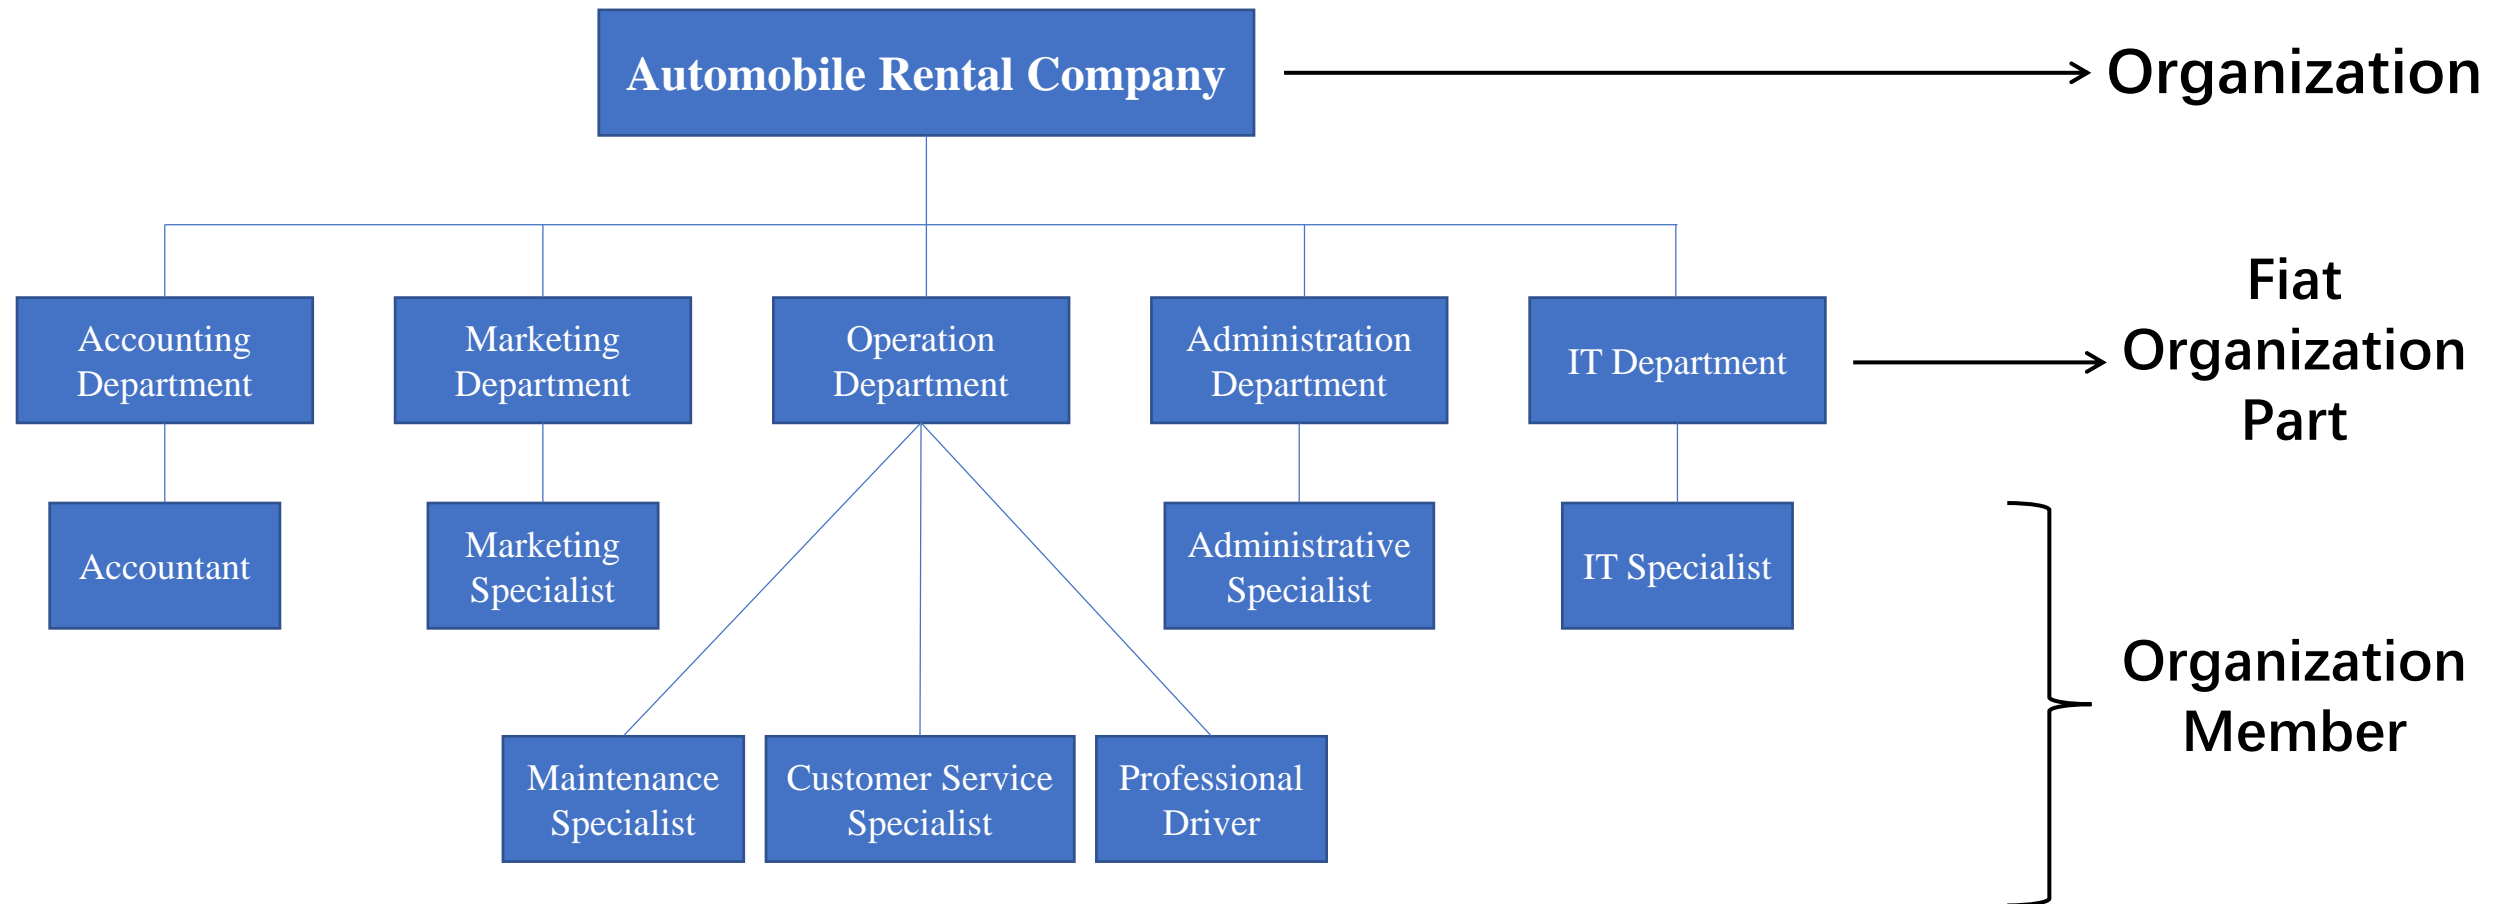 Automobile Rental Company
Organization
Accounting
Department
Marketing
Department
Operation
Department
Administration
Department
IT Department
Fiat
Organization
Part
Accountant
Marketing
Specialist
Administrative
Specialist
IT Specialist
Maintenance
Specialist
Customer Service
Specialist
Professional
Driver
Organization
Member